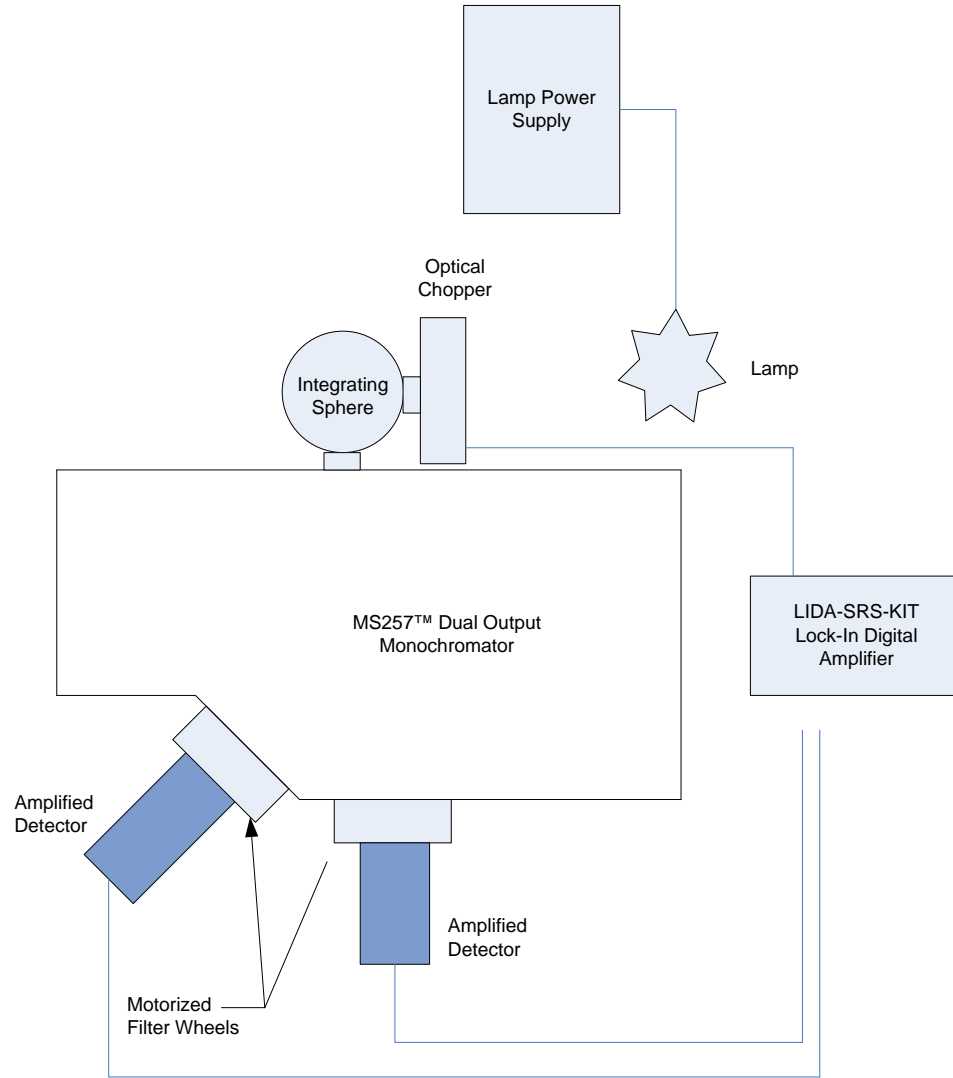 Lamp Power
Supply
Optical
Chopper
Integrating
Sphere
Lamp
MS257™ Dual Output
Monochromator
LIDA-SRS-KIT
Lock-In Digital
Amplifier
Amplified
Detector
Amplified
Detector
Motorized
Filter Wheels